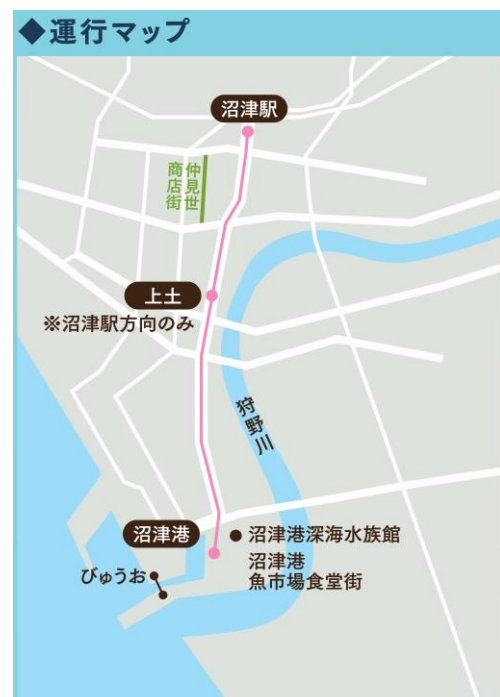 ◆運行マップ
沼津駅
仲見世
商店街
上土
※沼津駅方向のみ
狩野川
沼津港
沼津港深海水族館
沼津港
魚市場食堂街
びゅうお